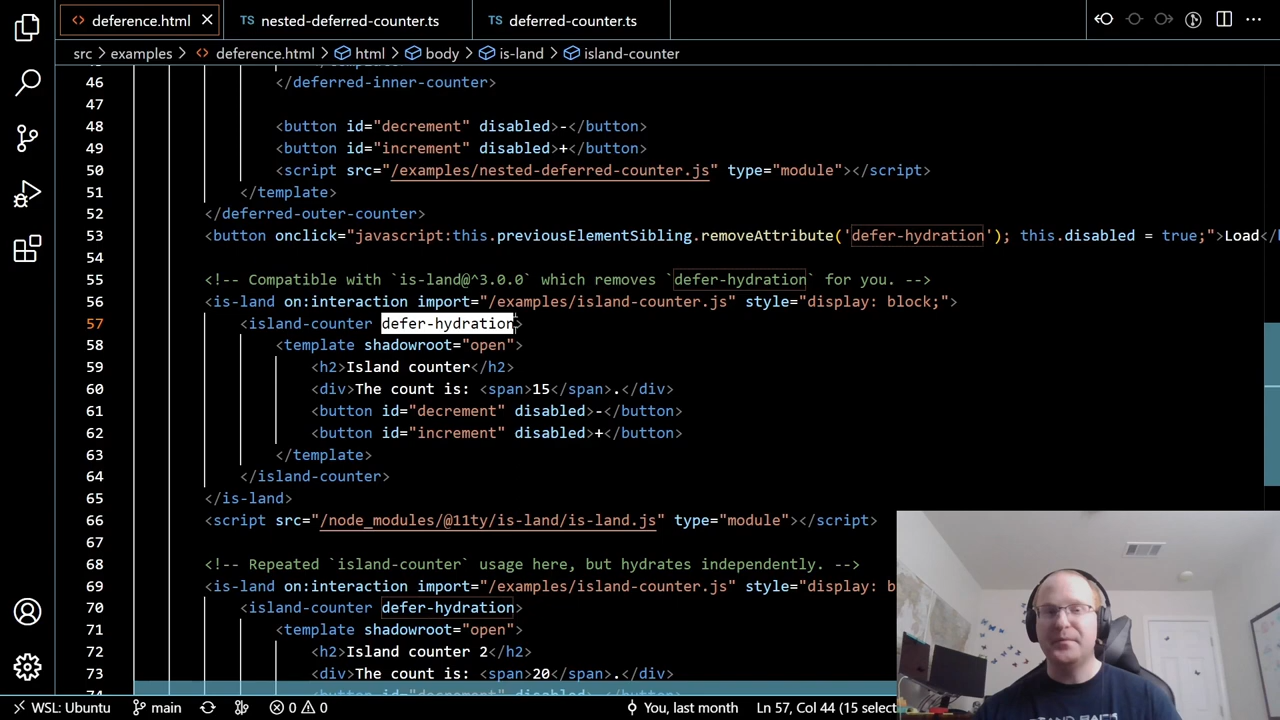 deference.html
nested-deferred-counter.ts
deferred-counter.ts
src > examples > deference.html > html > body > is-land > island-counter
46 </deferred-inner-counter>
47
48 <button id="decrement" disabled>-</button>
49 <button id="increment" disabled>+</button>
50 <script src="/examples/nested-deferred-counter.js" type="module"></script>
51 </template>
52 </deferred-outer-counter>
53 <button onclick="javascript:this.previousElementSibling.removeAttribute('defer-hydration'); this.disabled = true;">Load</
54
55 <!-- Compatible with `is-land@^3.0.0` which removes `defer-hydration` for you. -->
56 <is-land on:interaction import="/examples/island-counter.js" style="display: block;">
57 <island-counter defer-hydration>
58 <template shadowroot="open">
59 <h2>Island counter</h2>
60 <div>The count is: <span>15</span>.</div>
61 <button id="decrement" disabled>-</button>
62 <button id="increment" disabled>+</button>
63 </template>
64 </island-counter>
65 </is-land>
66 <script src="/node_modules/@11ty/is-land/is-land.js" type="module"></script>
67
68 <!-- Repeated `island-counter` usage here, but hydrates independently. -->
69 <is-land on:interaction import="/examples/island-counter.js" style="display: b
70 <island-counter defer-hydration>
71 <template shadowroot="open">
72 <h2>Island counter 2</h2>
73 <div>The count is: <span>20</span>.</div>
74 <button id="decrement" disabled>-</button>
WSL: Ubuntu main 0 0 You, last month Ln 57, Col 44 (15 selec